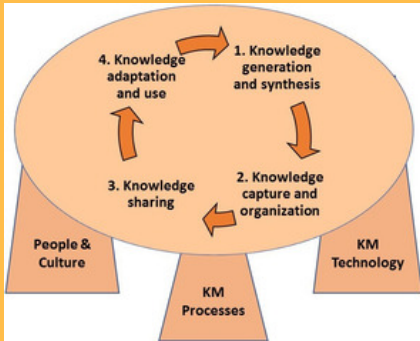 1. Knowledge
generation
and synthesis
2. Knowledge
capture and
organization
3. Knowledge
sharing
4. Knowledge
adaptation
and use
People &
Culture
KM
Processes
KM
Technology